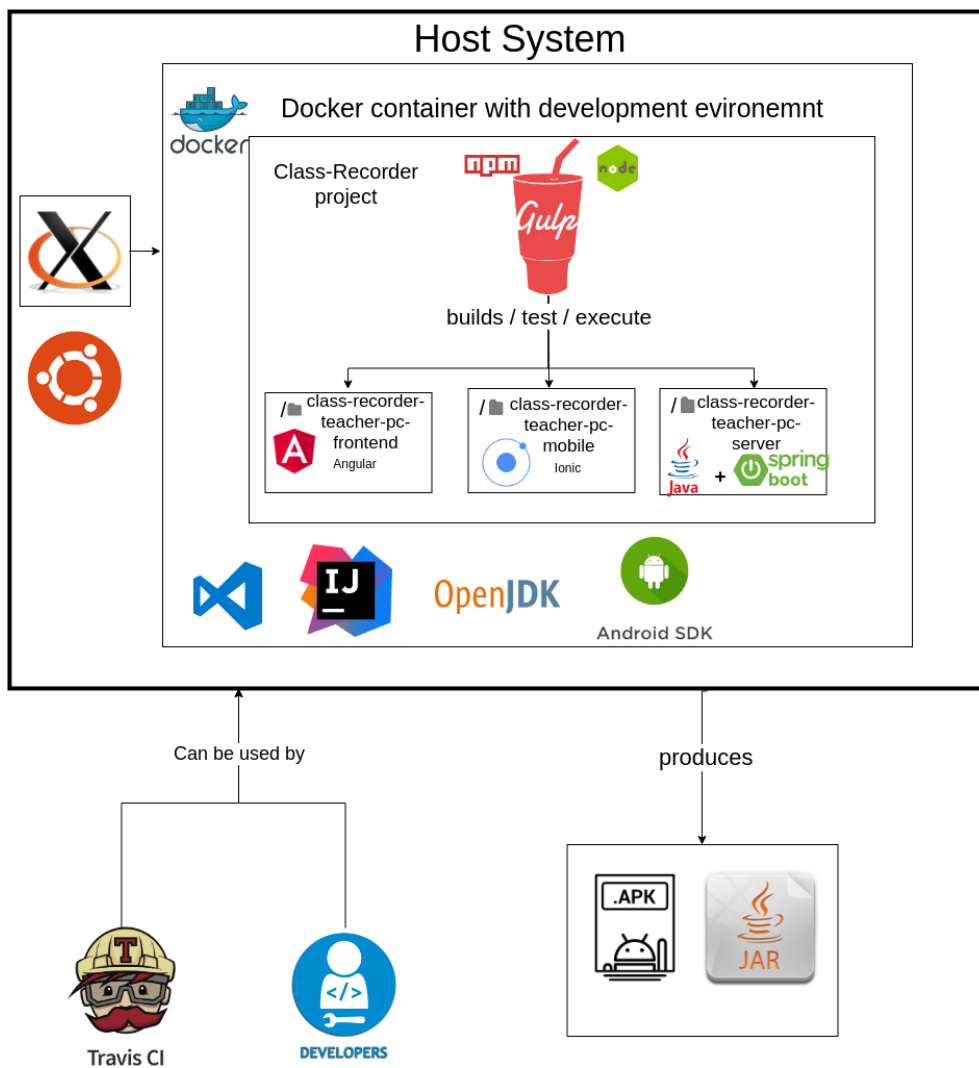 Host System
docker
Docker container with development evironemnt
Class-Recorder
project
npm
node
Gulp
builds / test / execute
/ class-recorder-
teacher-pc-
frontend
Angular
/ class-recorder-
teacher-pc-
mobile
Ionic
/ class-recorder-
teacher-pc-
server
Java
+
spring
boot
IJ
OpenJDK
Android SDK
Can be used by
produces
T
Travis CI
</>
DEVELOPERS
.APK
JAR